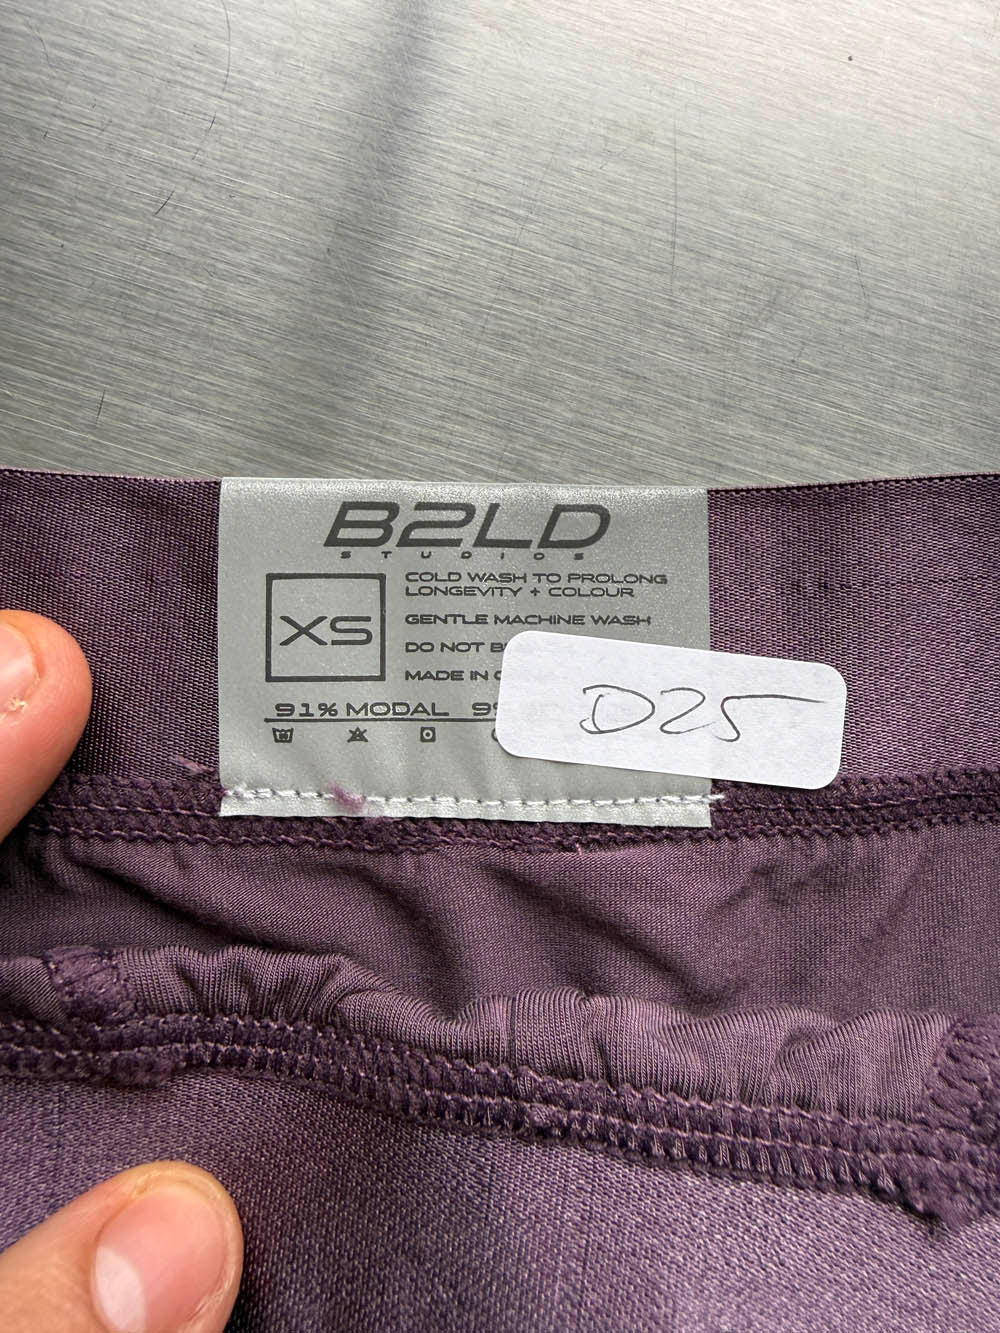 B2LD
STUDIOS
XS
COLD WASH TO PROLONG
LONGEVITY + COLOUR
GENTLE MACHINE WASH
DO NOT
MADE IN
91% MODAL
D25